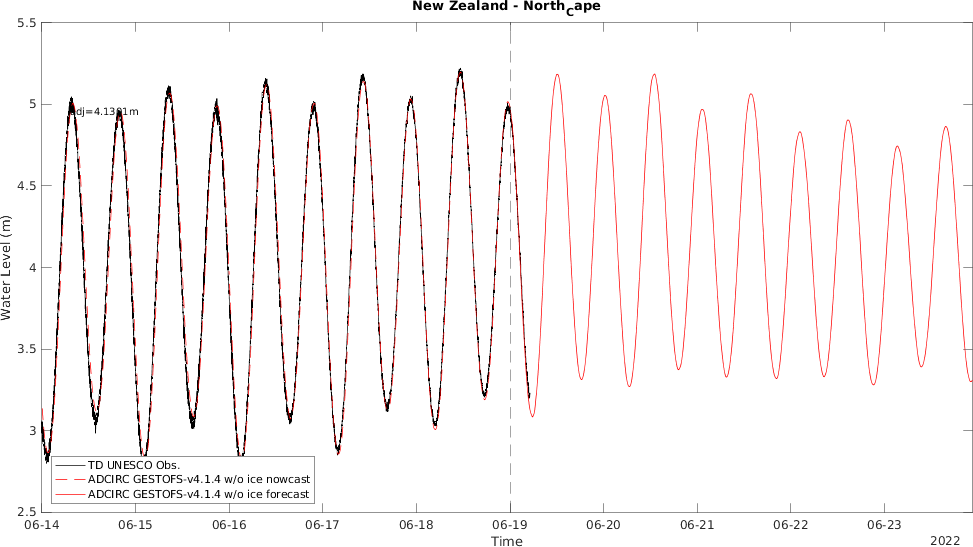 New Zealand - NorthCape
5.5
5
4.5
4
3.5
3
2.5
Water Level (m)
adj=4.1301m
TD UNESCO Obs.
ADCIRC GESTOFS-v4.1.4 w/o ice nowcast
ADCIRC GESTOFS-v4.1.4 w/o ice forecast
06-14 06-15 06-16 06-17 06-18 06-19 06-20 06-21 06-22 06-23
Time
2022